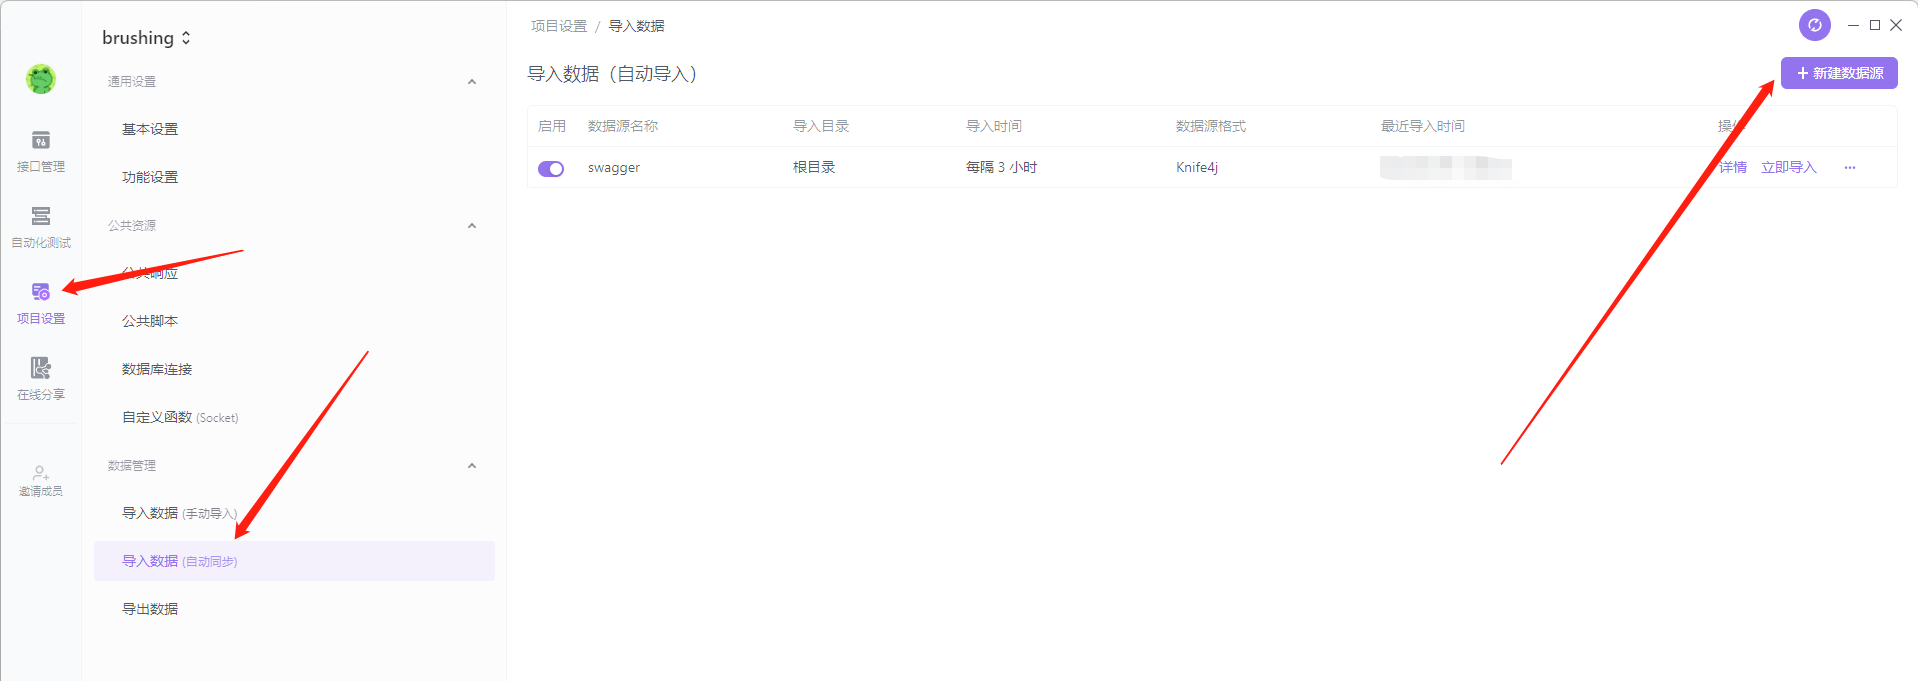 brushing
通用设置
基本设置
功能设置
公共资源
公共响应
公共脚本
数据库连接
自定义函数 (Socket)
数据管理
导入数据 (手动导入)
导入数据 (自动同步)
导出数据
接口管理
自动化测试
项目设置
在线分享
邀请成员
项目设置 / 导入数据
导入数据（自动导入）
+ 新建数据源
启用 数据源名称 导入目录 导入时间 数据源格式 最近导入时间 操作
swagger 根目录 每隔 3 小时 Knife4j 详情 立即导入 ···